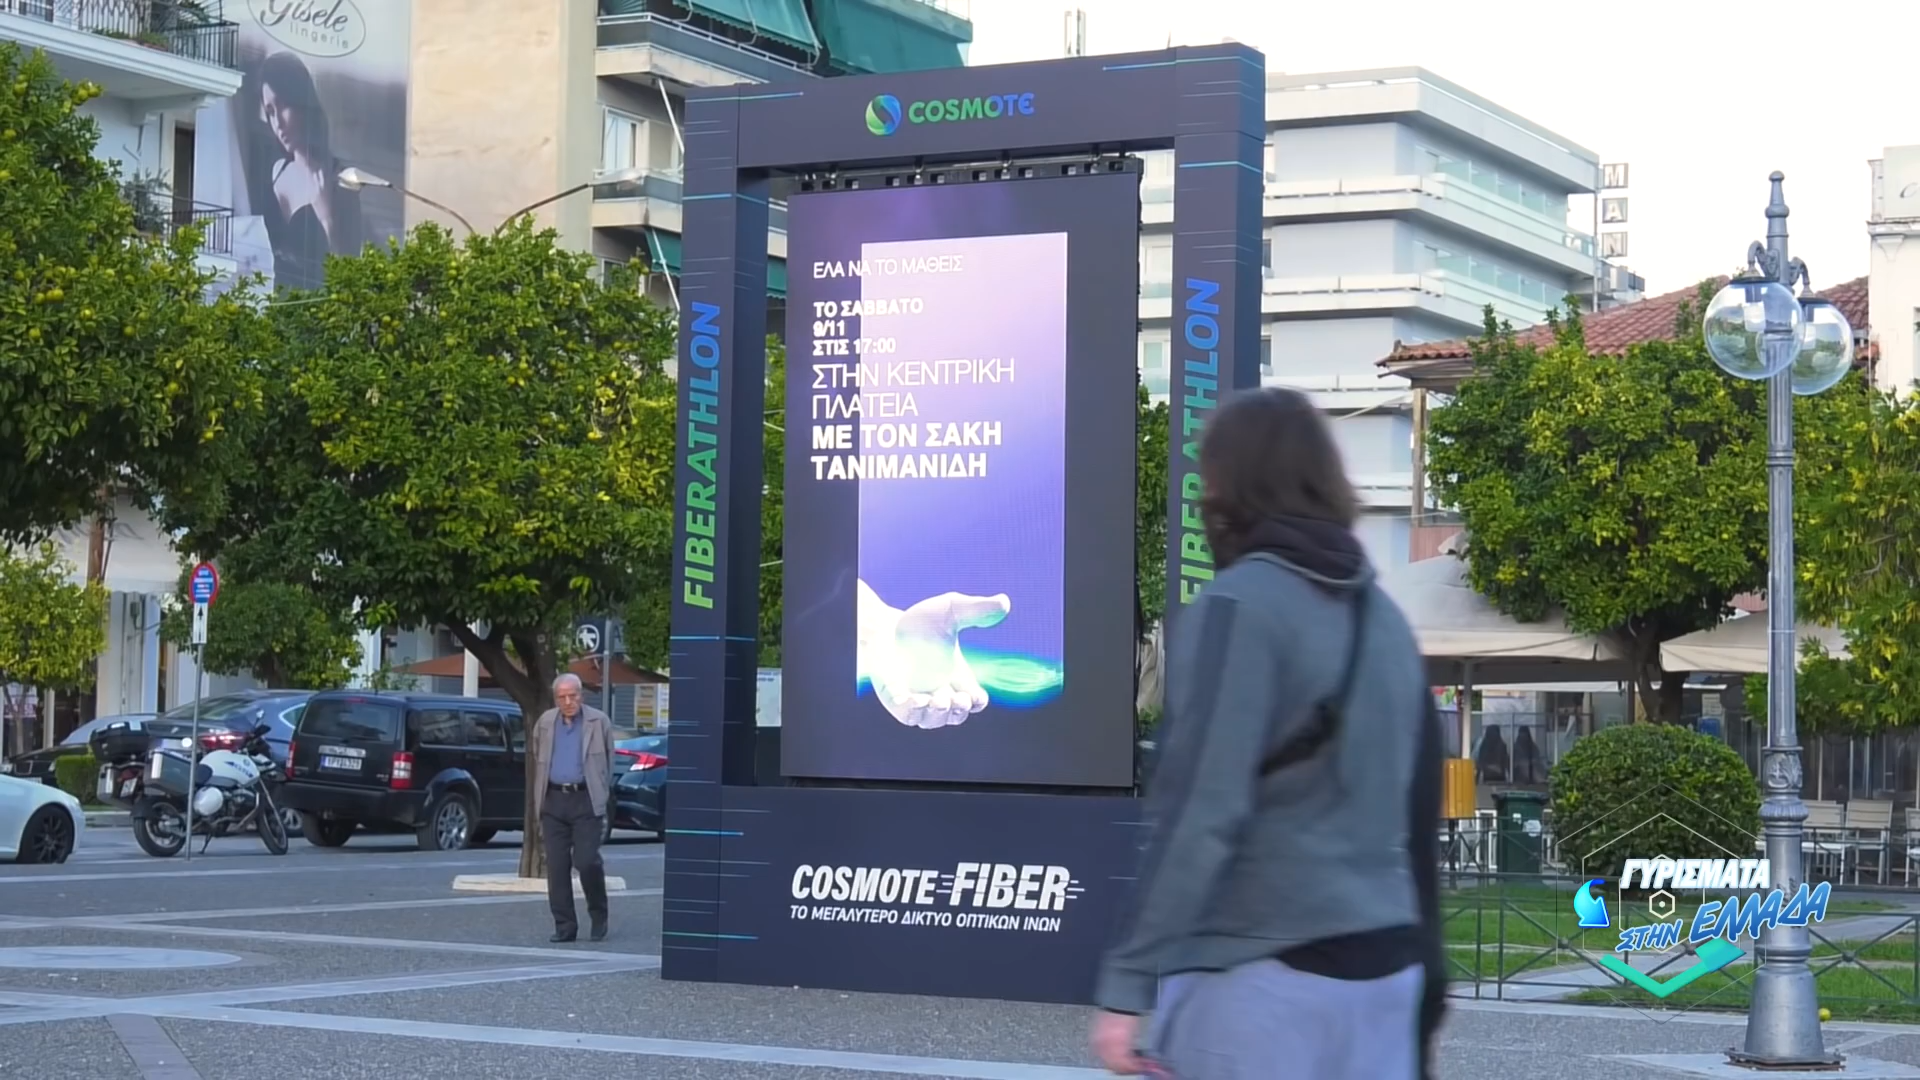 Gisele
lingerie
COSMOTE
ΕΛΑ ΝΑ ΤΟ ΜΑΘΕΙΣ
ΤΟ ΣΑΒΒΑΤΟ
9/11
ΣΤΙΣ 17:00
ΣΤΗΝ ΚΕΝΤΡΙΚΗ
ΠΛΑΤΕΙΑ
ΜΕ ΤΟΝ ΣΑΚΗ
ΤΑΝΙΜΑΝΙΔΗ
FIBERATHLON
FIBERATHLON
COSMOTE FIBER
ΤΟ ΜΕΓΑΛΥΤΕΡΟ ΔΙΚΤΥΟ ΟΠΤΙΚΩΝ ΙΝΩΝ
MAN
ΓΥΡΙΣΜΑΤΑ
ΣΤΗΝ ΕΛΛΑΔΑ